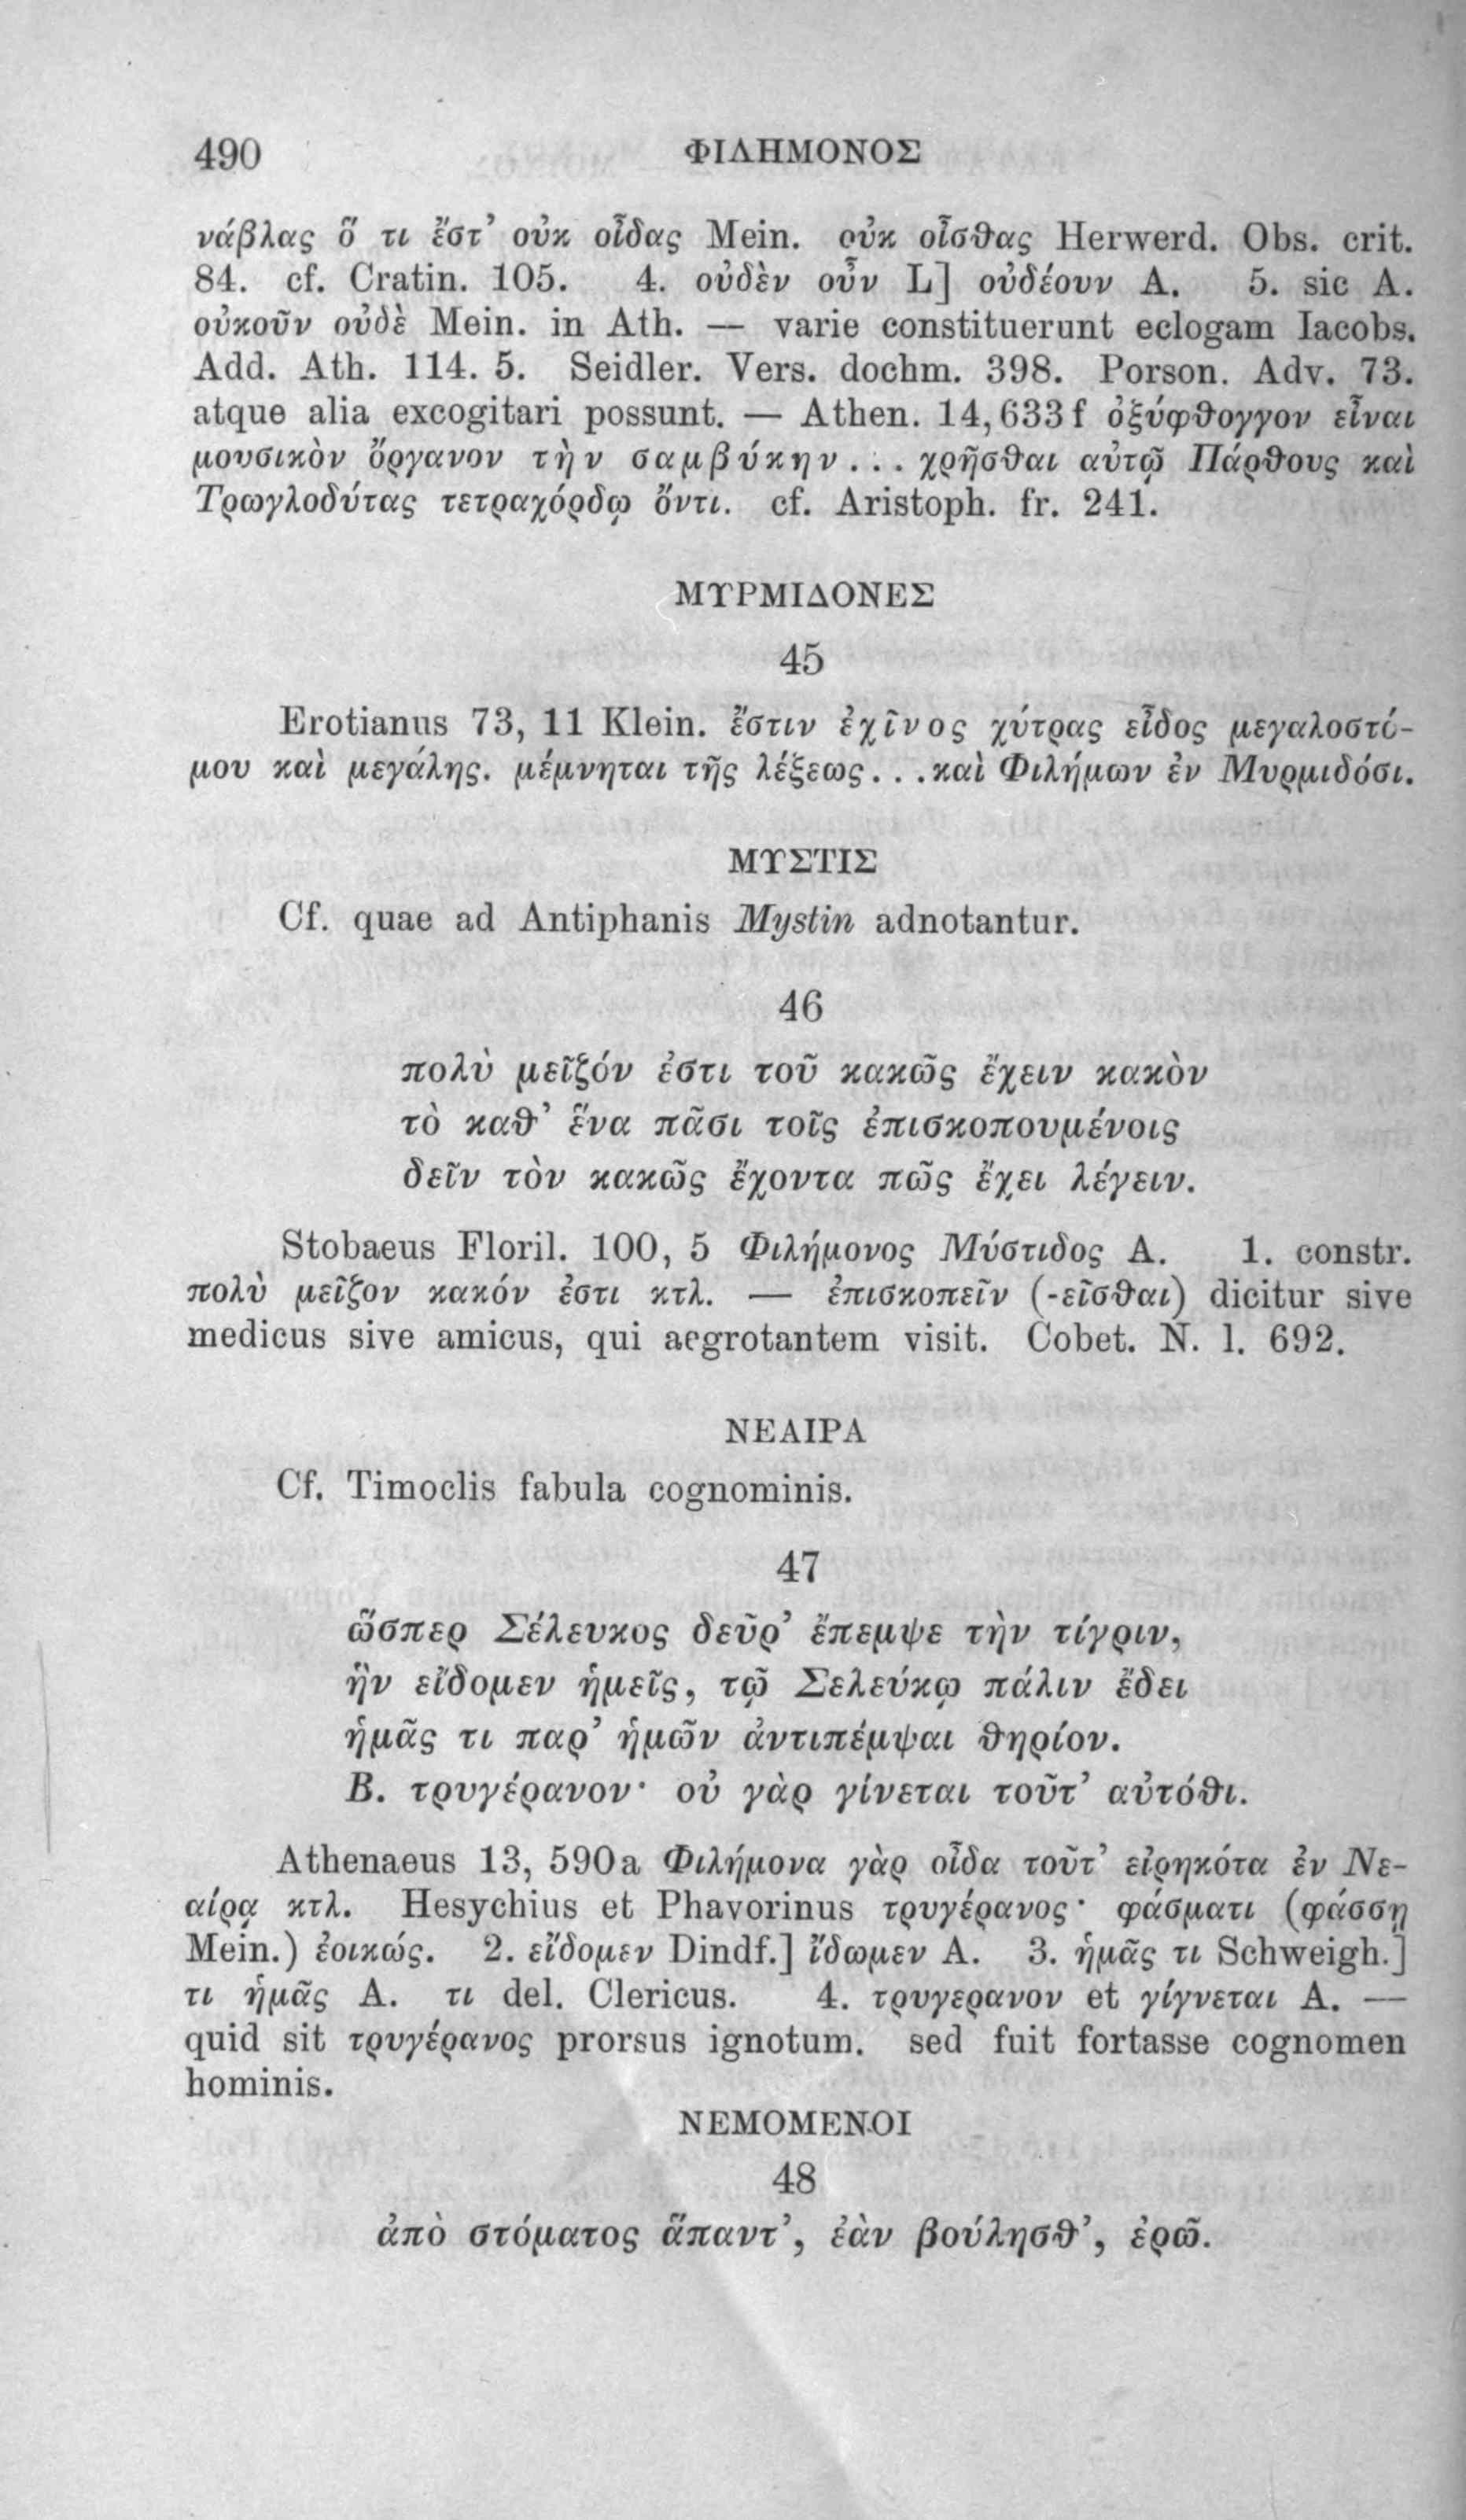 490 ΦΙΛΗΜΟΝΟΣ
νάβλας ὅ τι ἔστ’ οὐκ οἶδας Mein. οὐκ οἶσθας Herwerd. Obs. crit.
84. cf. Cratin. 105. 4. οὐδὲν οὖν L] οὐδέουν A. 5. sic A.
οὐκοῦν οὐδὲ Mein. in Ath. — varie constituerunt eclogam Iacobs.
Add. Ath. 114. 5. Seidler. Vers. dochm. 398. Porson. Adv. 73.
atque alia excogitari possunt. — Athen. 14, 633 f ὀξύφθογγον εἶναι
μουσικὸν ὄργανον τὴν σαμβύκην... χρῆσθαι αὐτῷ Πάρθους καὶ
Τρωγλοδύτας τετραχόρδῳ ὄντι. cf. Aristoph. fr. 241.
ΜΥΡΜΙΔΟΝΕΣ
45
Erotianus 73, 11 Klein. ἔστιν ἐχῖνος χύτρας εἶδος μεγαλοστό-
μου καὶ μεγάλης. μέμνηται τῆς λέξεως...καὶ Φιλήμων ἐν Μυρμιδόσι.
ΜΥΣΤΙΣ
Cf. quae ad Antiphanis Mystin adnotantur.
46
πολὺ μεῖζόν ἐστι τοῦ κακῶς ἔχειν κακὸν
τὸ καθ’ ἕνα πᾶσι τοῖς ἐπισκοπουμένοις
δεῖν τὸν κακῶς ἔχοντα πῶς ἔχει λέγειν.
Stobaeus Floril. 100, 5 Φιλήμονος Μύστιδος A. 1. constr.
πολὺ μεῖζον κακόν ἐστι κτλ. — ἐπισκοπεῖν (-εῖσθαι) dicitur sive
medicus sive amicus, qui aegrotantem visit. Cobet. N. l. 692.
ΝΕΑΙΡΑ
Cf. Timoclis fabula cognominis.
47
ὥσπερ Σέλευκος δεῦρ’ ἔπεμψε τὴν τίγριν,
ἣν εἴδομεν ἡμεῖς, τῷ Σελεύκῳ πάλιν ἔδει
ἡμᾶς τι παρ’ ἡμῶν ἀντιπέμψαι θηρίον.
Β. τρυγέρανον· οὐ γὰρ γίνεται τοῦτ’ αὐτόθι.
Athenaeus 13, 590 a Φιλήμονα γὰρ οἶδα τοῦτ’ εἰρηκότα ἐν Νε-
αίρᾳ κτλ. Hesychius et Phavorinus τρυγέρανος· φάσματι (φάσσῃ
Mein.) ἐοικώς. 2. εἴδομεν Dindf.] ἴδωμεν A. 3. ἡμᾶς τι Schweigh.]
τι ἡμᾶς A. τι del. Clericus. 4. τρυγερανον et γίγνεται A. —
quid sit τρυγέρανος prorsus ignotum. sed fuit fortasse cognomen
hominis.
ΝΕΜΟΜΕΝΟΙ
48
ἀπὸ στόματος ἅπαντ’, ἐὰν βούλησθ’, ἐρῶ.